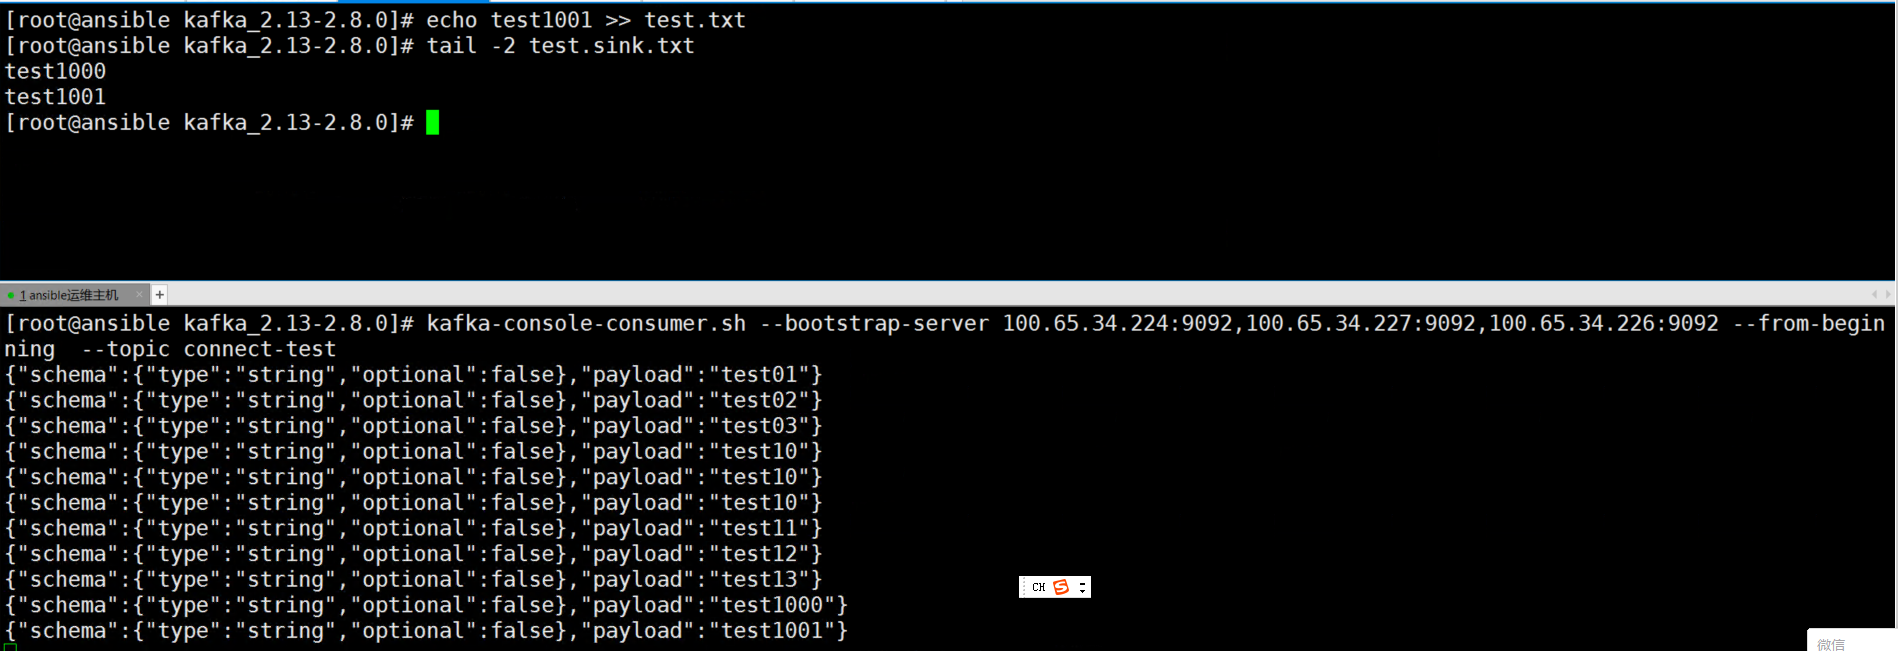 [root@ansible kafka_2.13-2.8.0]# echo test1001 >> test.txt
[root@ansible kafka_2.13-2.8.0]# tail -2 test.sink.txt
test1000
test1001
[root@ansible kafka_2.13-2.8.0]#
1 ansible运维主机 × +
[root@ansible kafka_2.13-2.8.0]# kafka-console-consumer.sh --bootstrap-server 100.65.34.224:9092,100.65.34.227:9092,100.65.34.226:9092 --from-begin
ning  --topic connect-test
{"schema":{"type":"string","optional":false},"payload":"test01"}
{"schema":{"type":"string","optional":false},"payload":"test02"}
{"schema":{"type":"string","optional":false},"payload":"test03"}
{"schema":{"type":"string","optional":false},"payload":"test10"}
{"schema":{"type":"string","optional":false},"payload":"test10"}
{"schema":{"type":"string","optional":false},"payload":"test10"}
{"schema":{"type":"string","optional":false},"payload":"test11"}
{"schema":{"type":"string","optional":false},"payload":"test12"}
{"schema":{"type":"string","optional":false},"payload":"test13"}
CH S
{"schema":{"type":"string","optional":false},"payload":"test1000"}
{"schema":{"type":"string","optional":false},"payload":"test1001"}
微信